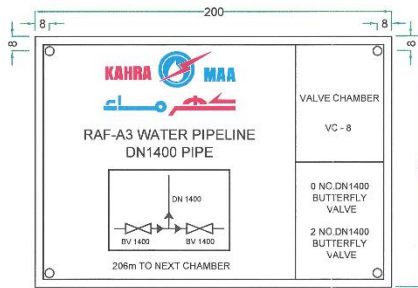 200
8
8
8
8
KAHRA MAA
كهرماء
RAF-A3 WATER PIPELINE
DN1400 PIPE
DN 1400
BV 1400
BV 1400
206m TO NEXT CHAMBER
VALVE CHAMBER
VC - 8
0 NO.DN1400
BUTTERFLY
VALVE
2 NO.DN1400
BUTTERFLY
VALVE